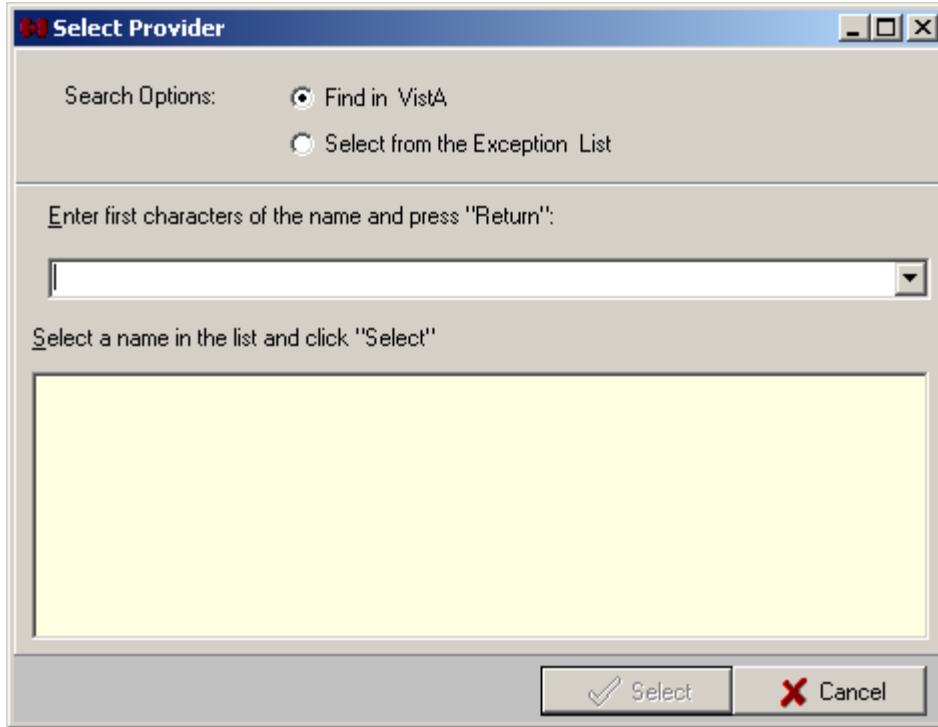 Select Provider
Search Options:
Find in VistA
Select from the Exception List
Enter first characters of the name and press "Return":
Select a name in the list and click "Select"
Select
Cancel